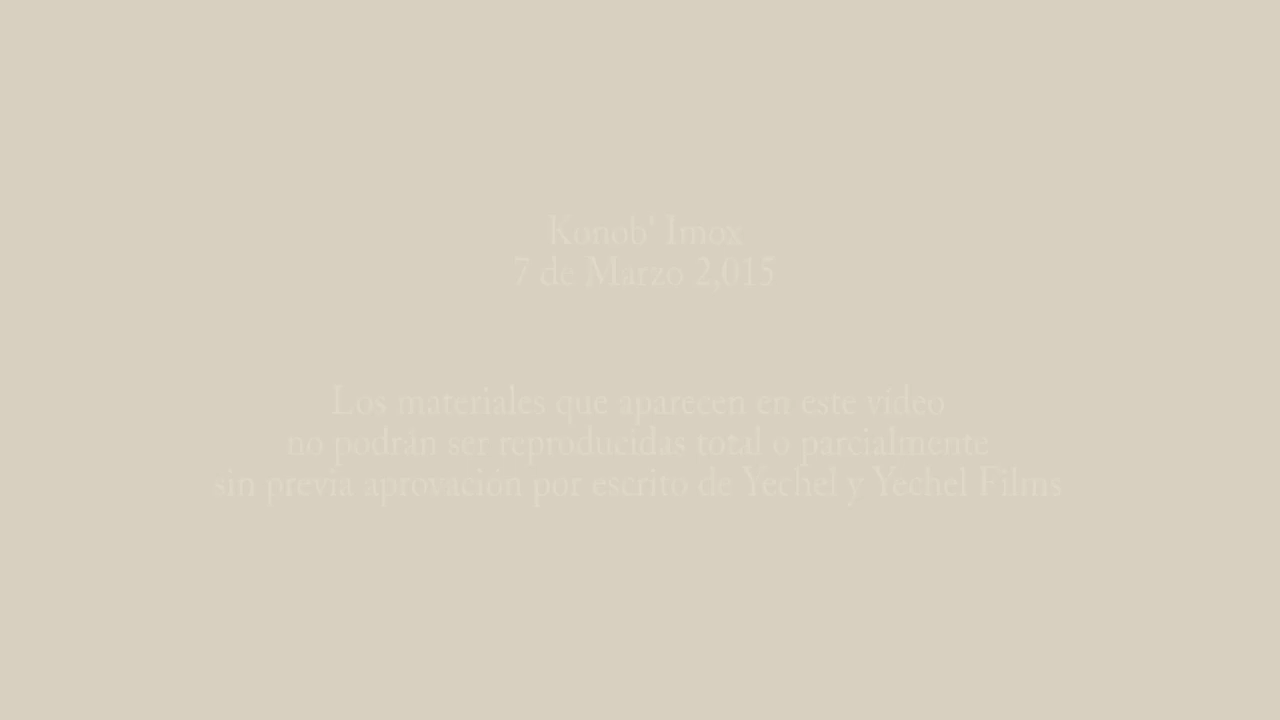 Konob' Imox
7 de Marzo 2,015
Los materiales que aparecen en este video
no podrán ser reproducidas total o parcialmente
sin previa aprovación por escrito de Yechel y Yechel Films